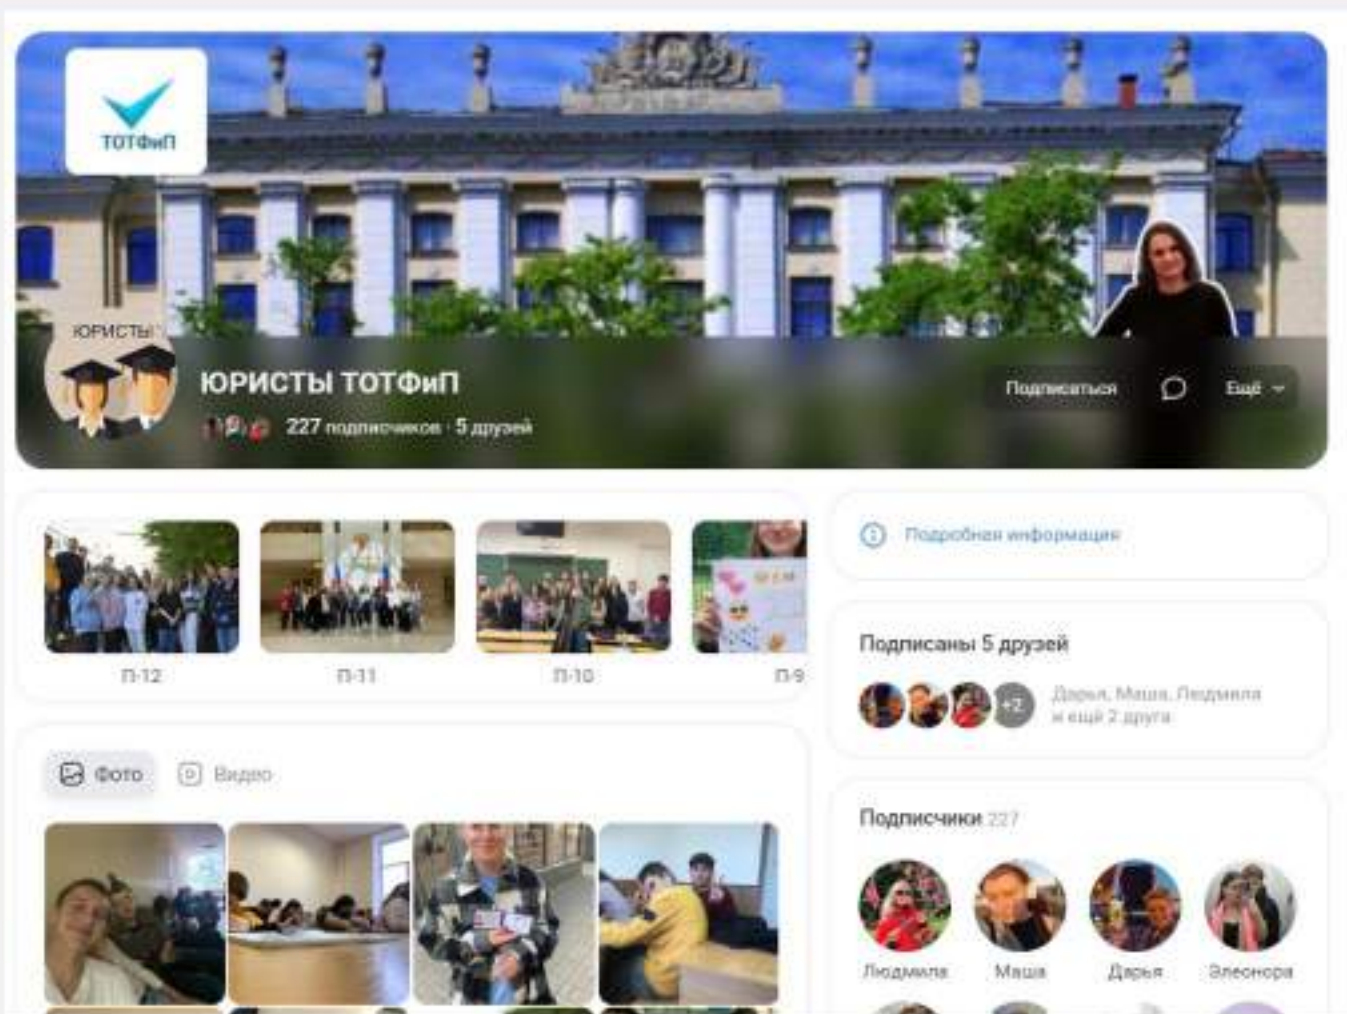 ТОТФиП
ЮРИСТЫ
ЮРИСТЫ ТОТФиП
227 подписчиков · 5 друзей
Подписаться
Ещё
П-12
П-11
П-10
П-9
Подробная информация
Подписаны 5 друзей
+2
Дарья, Маша, Людмила
и ещё 2 друга
Фото
Видео
Подписчики 227
Людмила
Маша
Дарья
Элеонора